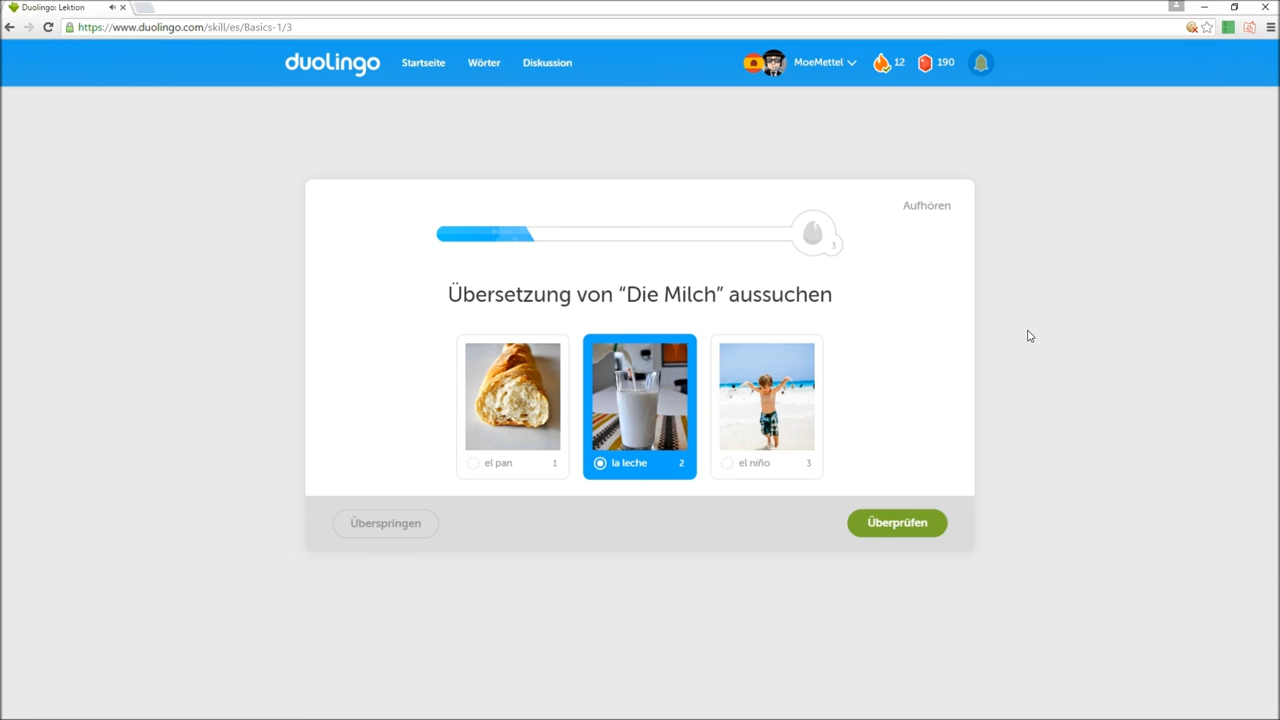 Duolingo: Lektion
https://www.duolingo.com/skill/es/Basics-1/3
duolingo
Startseite
Wörter
Diskussion
MoeMettel
12
190
Aufhören
3
Übersetzung von “Die Milch” aussuchen
el pan 1
la leche 2
el niño 3
Überspringen
Überprüfen